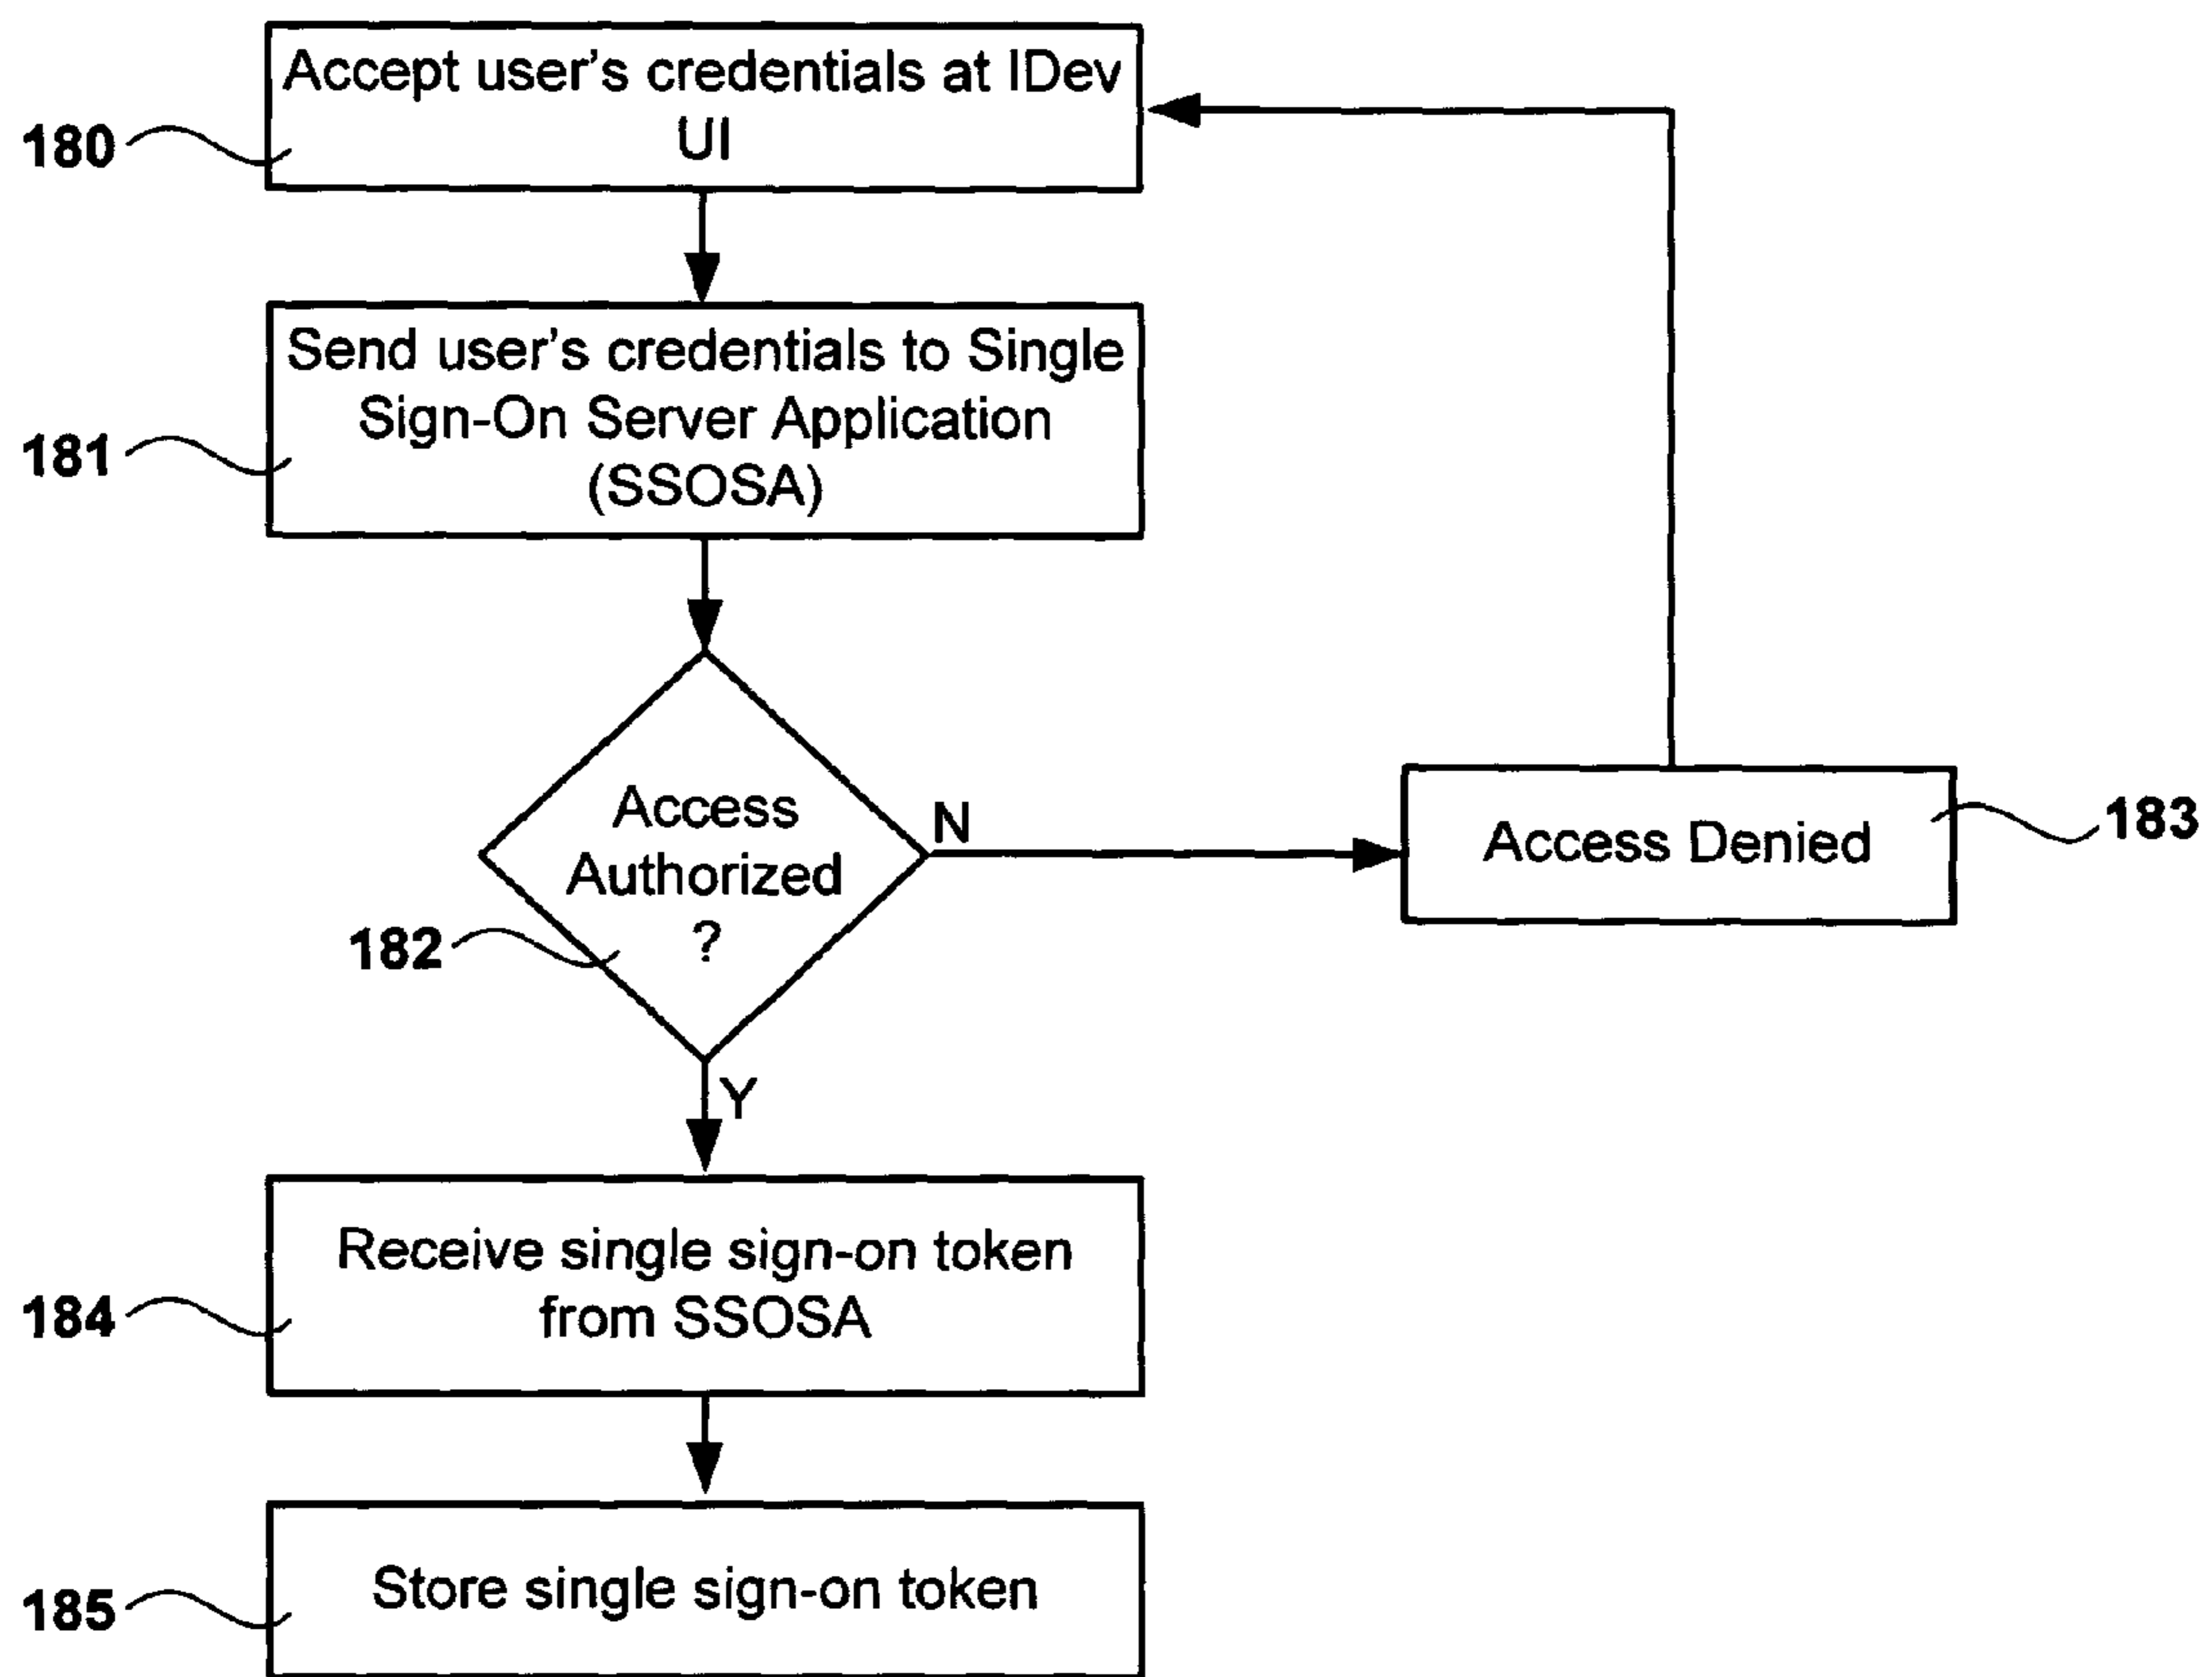 Accept user's credentials at IDev
UI
180
Send user's credentials to Single
Sign-On Server Application
(SSOSA)
181
Access
Authorized
?
182
N
Access Denied
183
Y
Receive single sign-on token
from SSOSA
184
Store single sign-on token
185